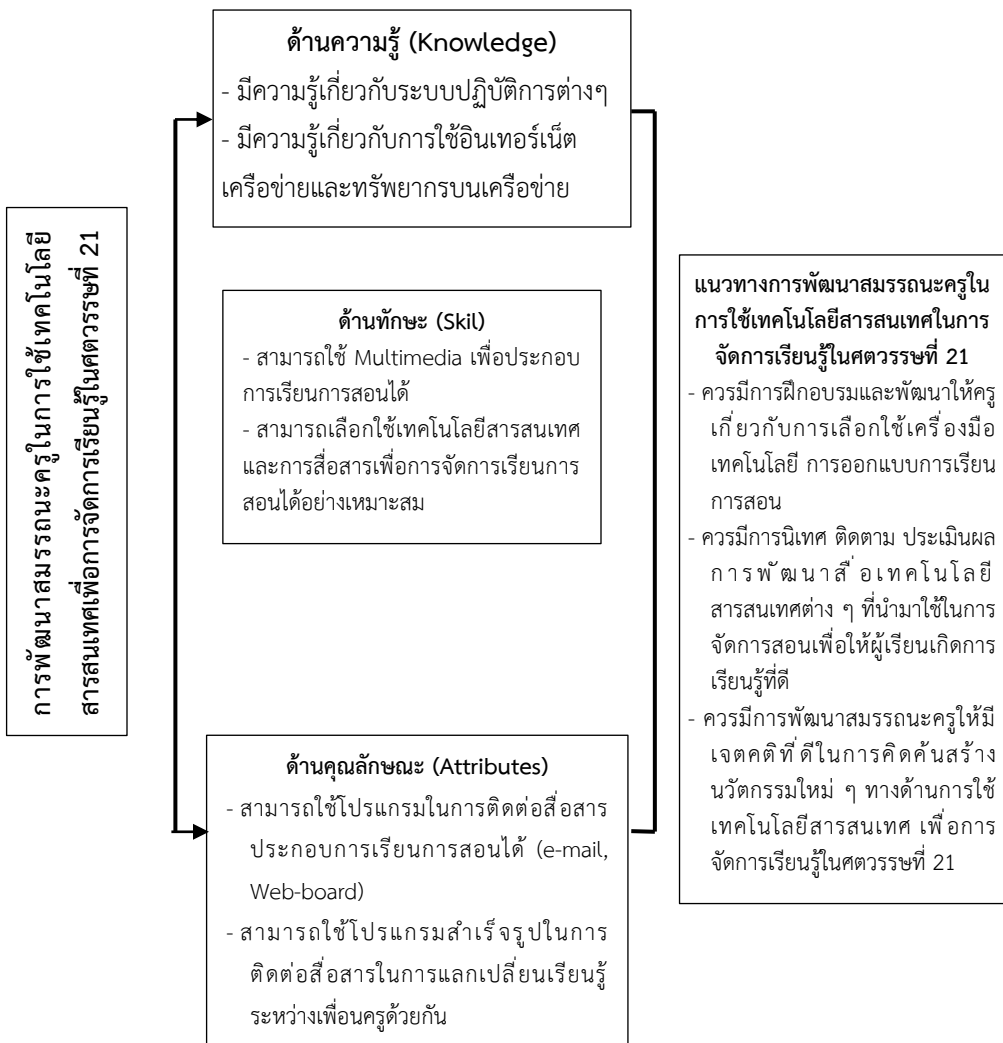 การพัฒนาสมรรถนะครูในการใช้เทคโนโลยี
สารสนเทศเพื่อการจัดการเรียนรู้ในศตวรรษที่ 21
ด้านความรู้ (Knowledge)
- มีความรู้เกี่ยวกับระบบปฏิบัติการต่างๆ
- มีความรู้เกี่ยวกับการใช้อินเทอร์เน็ต
เครือข่ายและทรัพยากรบนเครือข่าย
ด้านทักษะ (Skil)
- สามารถใช้ Multimedia เพื่อประกอบ
การเรียนการสอนได้
- สามารถเลือกใช้เทคโนโลยีสารสนเทศ
และการสื่อสารเพื่อการจัดการเรียนการ
สอนได้อย่างเหมาะสม
ด้านคุณลักษณะ (Attributes)
- สามารถใช้โปรแกรมในการติดต่อสื่อสาร
ประกอบการเรียนการสอนได้ (e-mail,
Web-board)
- สามารถใช้โปรแกรมสำเร็จรูปในการ
ติดต่อสื่อสารในการแลกเปลี่ยนเรียนรู้
ระหว่างเพื่อนครูด้วยกัน
แนวทางการพัฒนาสมรรถนะครูใน
การใช้เทคโนโลยีสารสนเทศในการ
จัดการเรียนรู้ในศตวรรษที่ 21
- ควรมีการฝึกอบรมและพัฒนาให้ครู
เกี่ยวกับการเลือกใช้เครื่องมือ
เทคโนโลยี การออกแบบการเรียน
การสอน
- ควรมีการนิเทศ ติดตาม ประเมินผล
การพัฒนาสื่อเทคโนโลยี
สารสนเทศต่าง ๆ ที่นำมาใช้ในการ
จัดการสอนเพื่อให้ผู้เรียนเกิดการ
เรียนรู้ที่ดี
- ควรมีการพัฒนาสมรรถนะครูให้มี
เจตคติที่ดีในการคิดค้นสร้าง
นวัตกรรมใหม่ ๆ ทางด้านการใช้
เทคโนโลยีสารสนเทศ เพื่อการ
จัดการเรียนรู้ในศตวรรษที่ 21